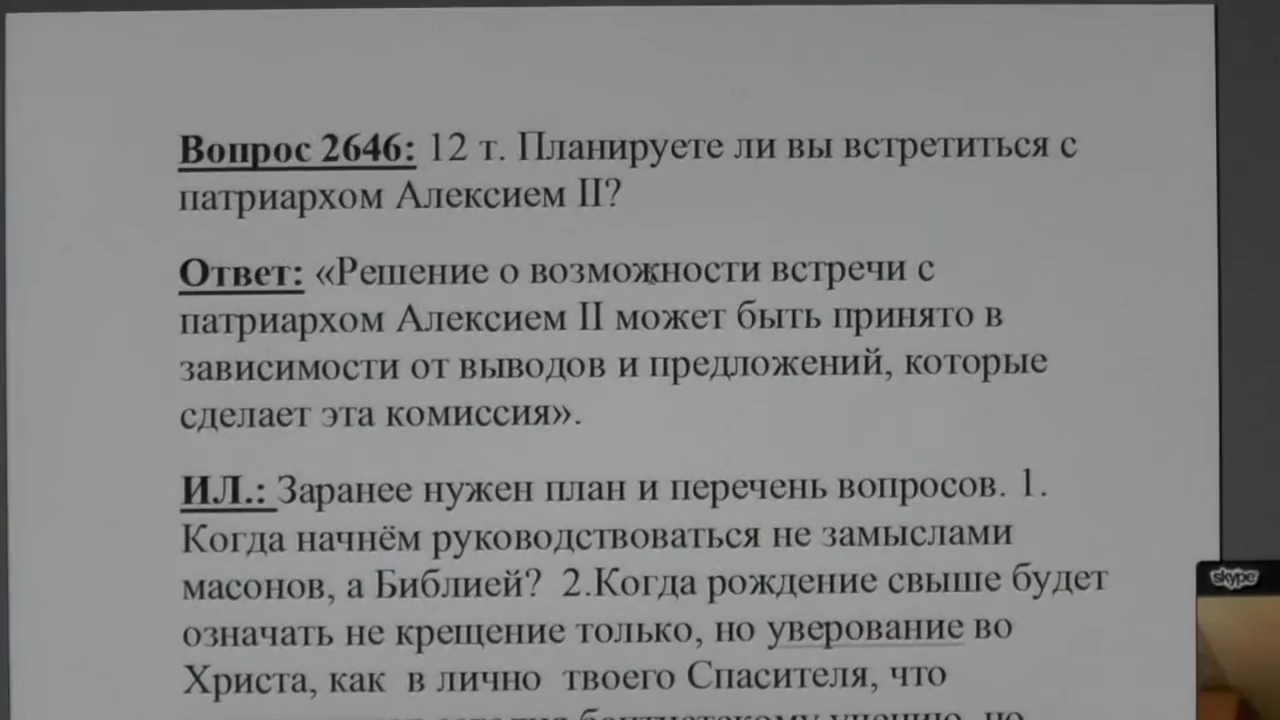 Вопрос 2646: 12 т. Планируете ли вы встретиться с
патриархом Алексием II?
Ответ: «Решение о возможности встречи с
патриархом Алексием II может быть принято в
зависимости от выводов и предложений, которые
сделает эта комиссия».
ИЛ.: Заранее нужен план и перечень вопросов. 1.
Когда начнём руководствоваться не замыслами
масонов, а Библией? 2.Когда рождение свыше будет
означать не крещение только, но уверование во
Христа, как в лично твоего Спасителя, что
skype